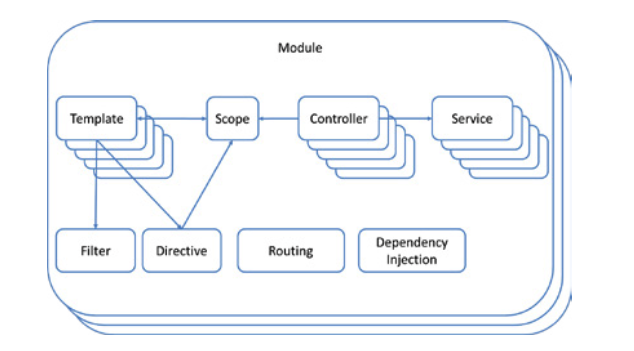 Module
Template
Scope
Controller
Service
Filter
Directive
Routing
Dependency
Injection